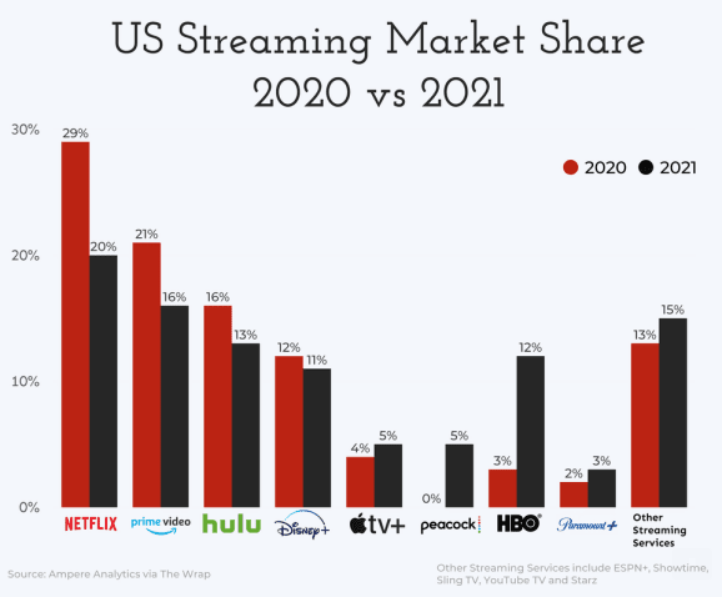 US Streaming Market Share
2020 vs 2021
30%
29%
2020
2021
21%
20%
20%
16%
16%
15%
13%
13%
12%
11%
12%
10%
4%
5%
5%
3%
2%
3%
0%
0%
NETFLIX
prime video
hulu
Disney+
tv+
peacock
HBO
Paramount+
Other
Streaming
Services
Source: Ampere Analytics via The Wrap
Other Streaming Services include ESPN+, Showtime,
Sling TV, YouTube TV and Starz